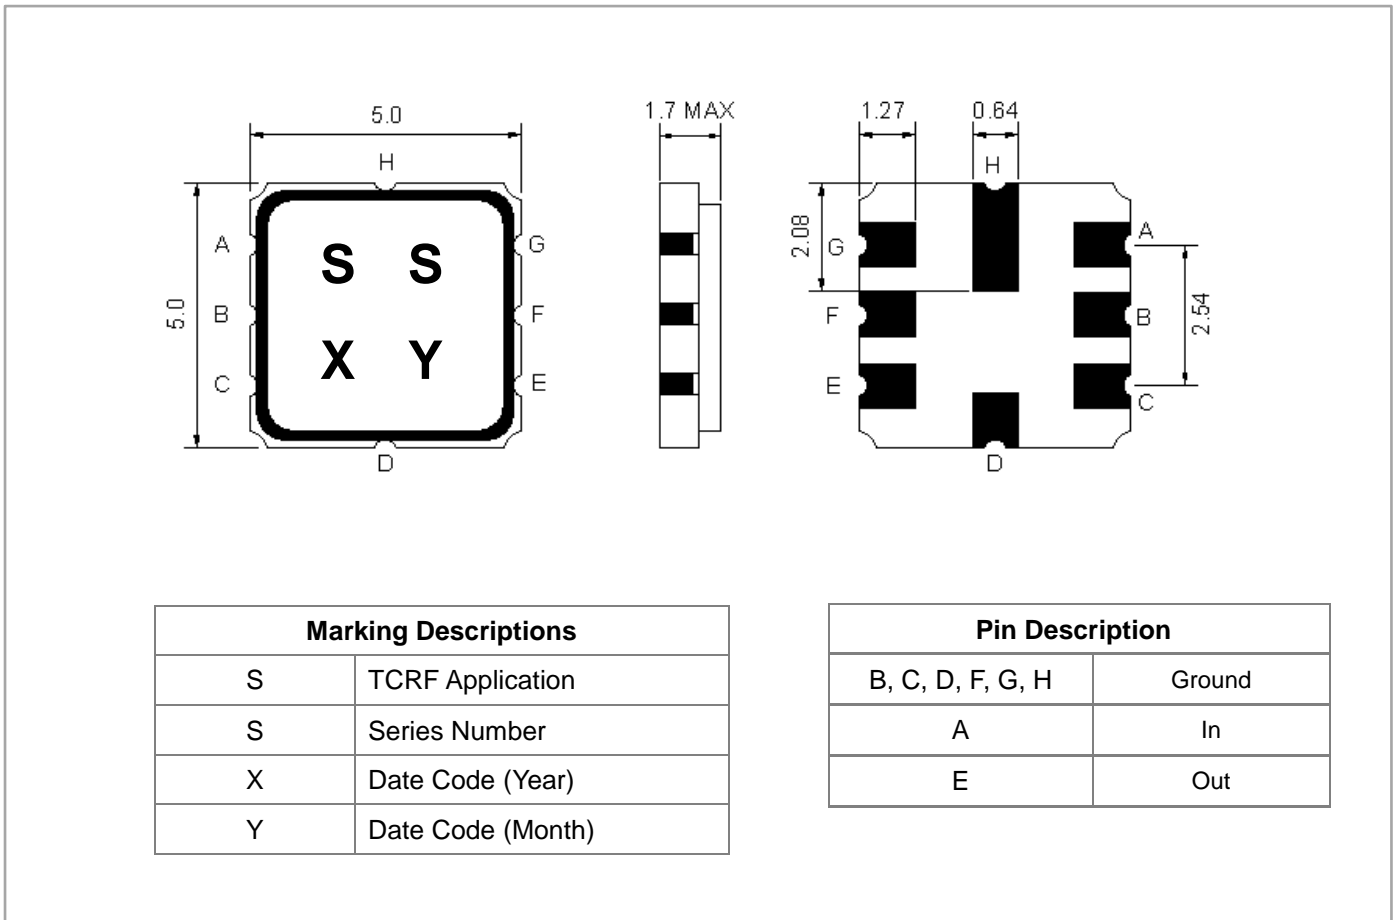 5.0
1.7 MAX
1.27
0.64
H
H
A
G
B
F
C
E
D
5.0
S S
X Y
2.08
G
A
F
B
E
C
D
2.54
Marking Descriptions
S TCRF Application
S Series Number
X Date Code (Year)
Y Date Code (Month)
Pin Description
B, C, D, F, G, H Ground
A In
E Out